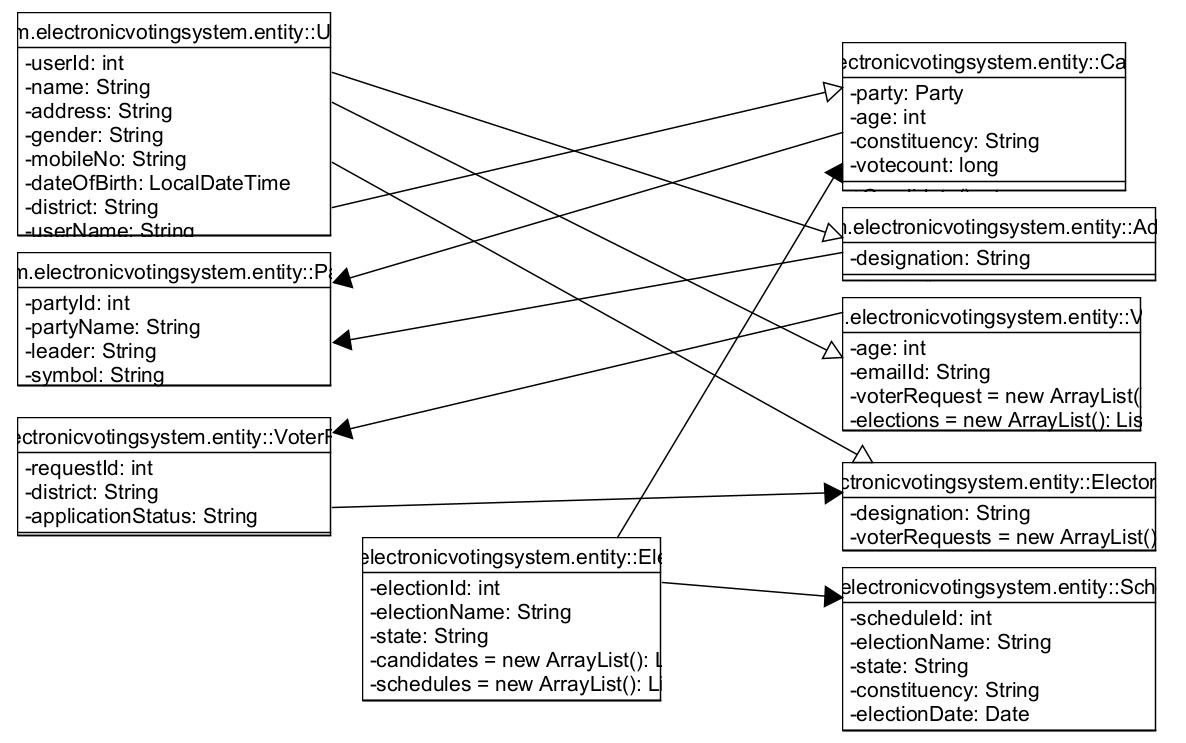 m.electronicvotingsystem.entity::U
-userId: int
-name: String
-address: String
-gender: String
-mobileNo: String
-dateOfBirth: LocalDateTime
-district: String
-userName: String
m.electronicvotingsystem.entity::Pa
-partyId: int
-partyName: String
-leader: String
-symbol: String
ectronicvotingsystem.entity::VoterR
-requestId: int
-district: String
-applicationStatus: String
electronicvotingsystem.entity::Ele
-electionId: int
-electionName: String
-state: String
-candidates = new ArrayList(): L
-schedules = new ArrayList(): Li
ectronicvotingsystem.entity::Ca
-party: Party
-age: int
-constituency: String
-votecount: long
n.electronicvotingsystem.entity::Ad
-designation: String
.electronicvotingsystem.entity::V
-age: int
-emailId: String
-voterRequest = new ArrayList(
-elections = new ArrayList(): Lis
ctronicvotingsystem.entity::Elector
-designation: String
-voterRequests = new ArrayList()
electronicvotingsystem.entity::Sch
-scheduleId: int
-electionName: String
-state: String
-constituency: String
-electionDate: Date